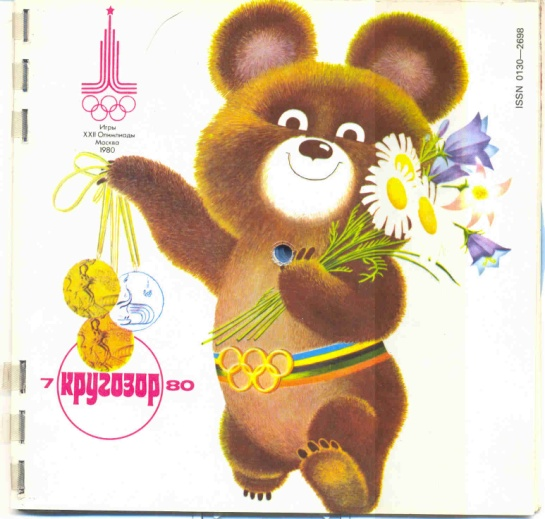 Игры
XXII Олимпиады
Москва
1980
ISSN 0130—2698
7 кругозор 80